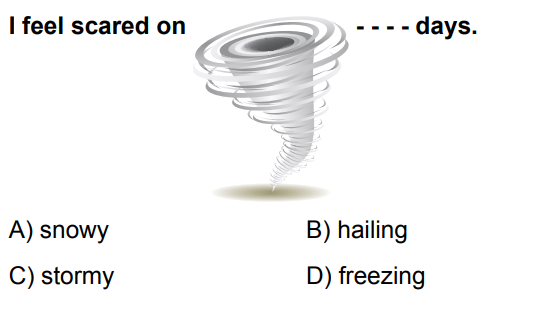 I feel scared on - - - - days.
A) snowy B) hailing
C) stormy D) freezing